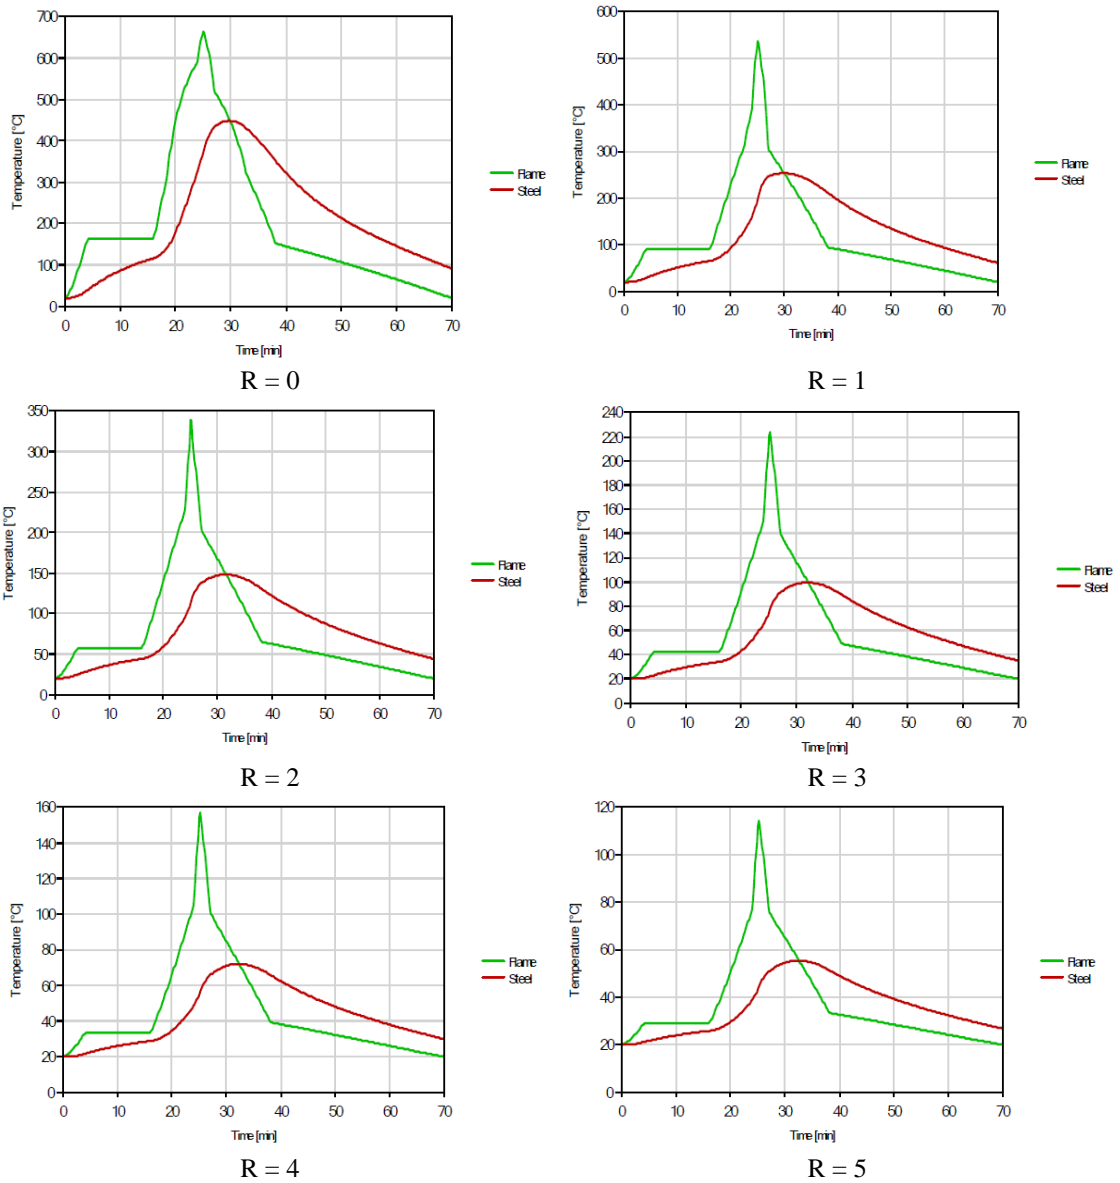 700
600
500
400
300
200
100
0
0 10 20 30 40 50 60 70
Temperature [°C]
Time [min]
Flame
Steel
R = 0
600
500
400
300
200
100
0
0 10 20 30 40 50 60 70
Temperature [°C]
Time [min]
Flame
Steel
R = 1
350
300
250
200
150
100
50
0
0 10 20 30 40 50 60 70
Temperature [°C]
Time [min]
Flame
Steel
R = 2
240
220
200
180
160
140
120
100
80
60
40
20
0
0 10 20 30 40 50 60 70
Temperature [°C]
Time [min]
Flame
Steel
R = 3
160
140
120
100
80
60
40
20
0
0 10 20 30 40 50 60 70
Temperature [°C]
Time [min]
Flame
Steel
R = 4
120
100
80
60
40
20
0
0 10 20 30 40 50 60 70
Temperature [°C]
Time [min]
Flame
Steel
R = 5